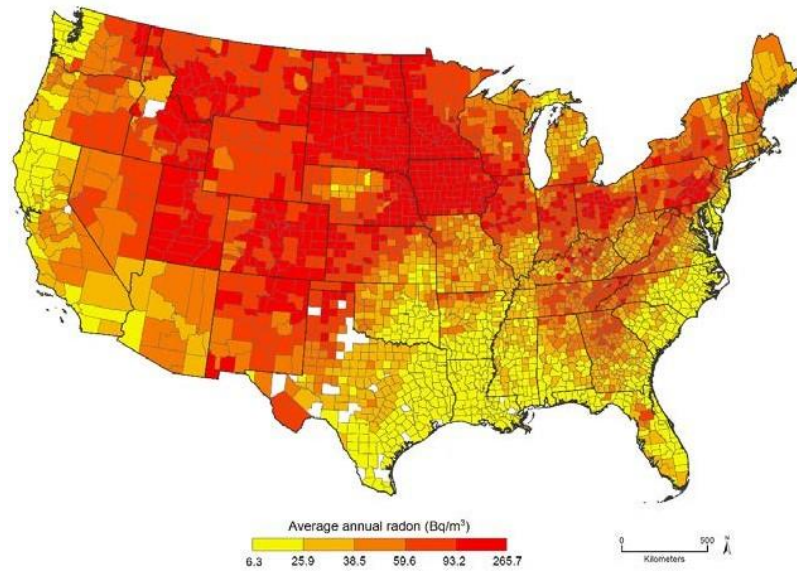 Average annual radon (Bq/m³)
6.3 25.9 38.5 59.6 93.2 265.7
0 500
Kilometers
N